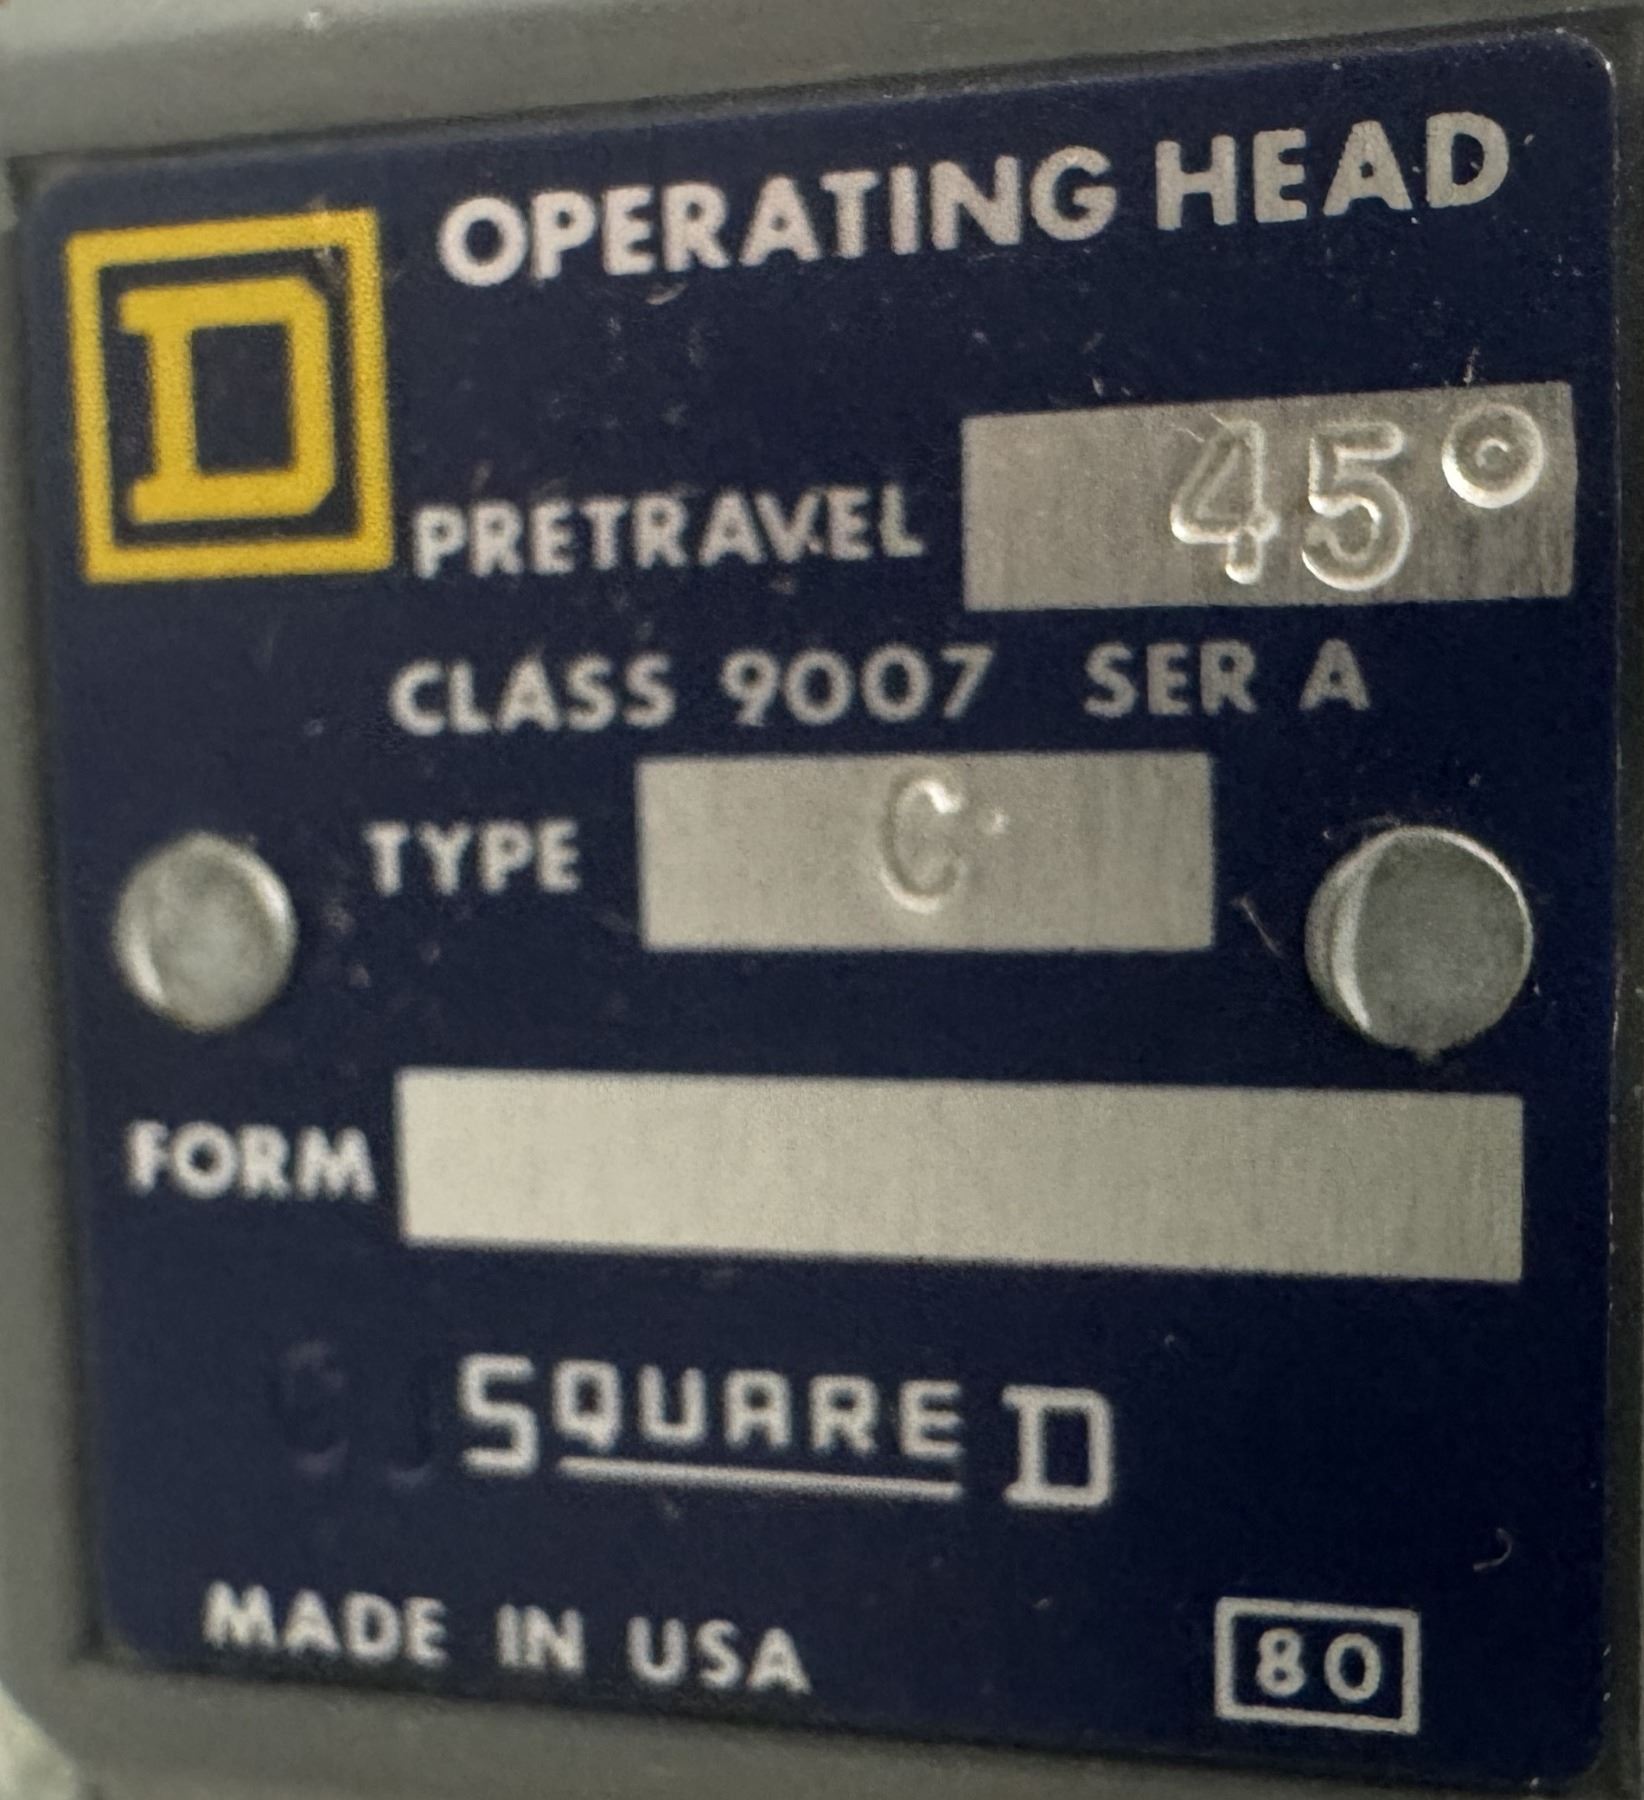 OPERATING HEAD
D
PRETRAVEL 45°
CLASS 9007 SER A
TYPE C
FORM
SQUARE D
MADE IN USA
80